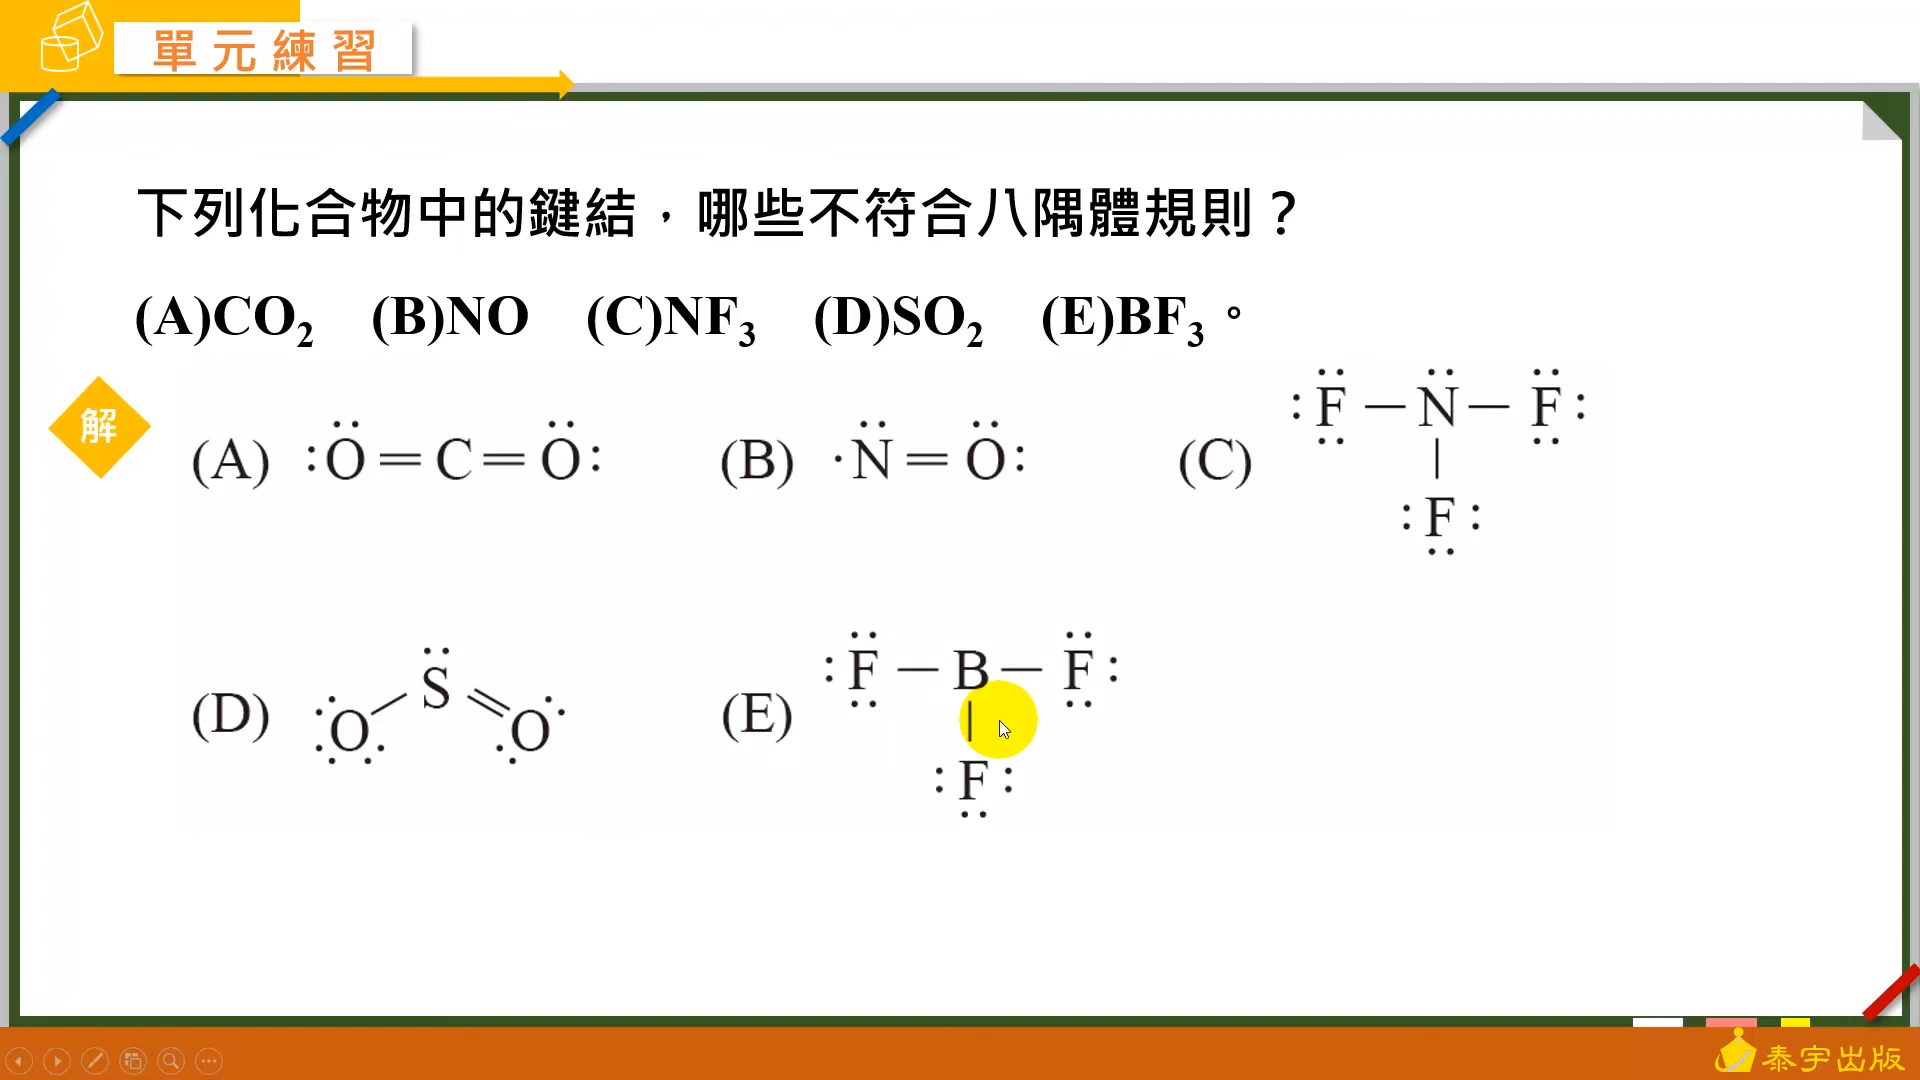 單元練習
下列化合物中的鍵結，哪些不符合八隅體規則？
(A)CO₂ (B)NO (C)NF₃ (D)SO₂ (E)BF₃。
解
(A) :Ö=C=Ö: (B) ·N̈=Ö: (C) :F̤̈—N̈—F̤̈:
|
:F̤:
(D) O S O (E) :F̤̈—B—F̤̈:
|
:F̤:
泰宇出版